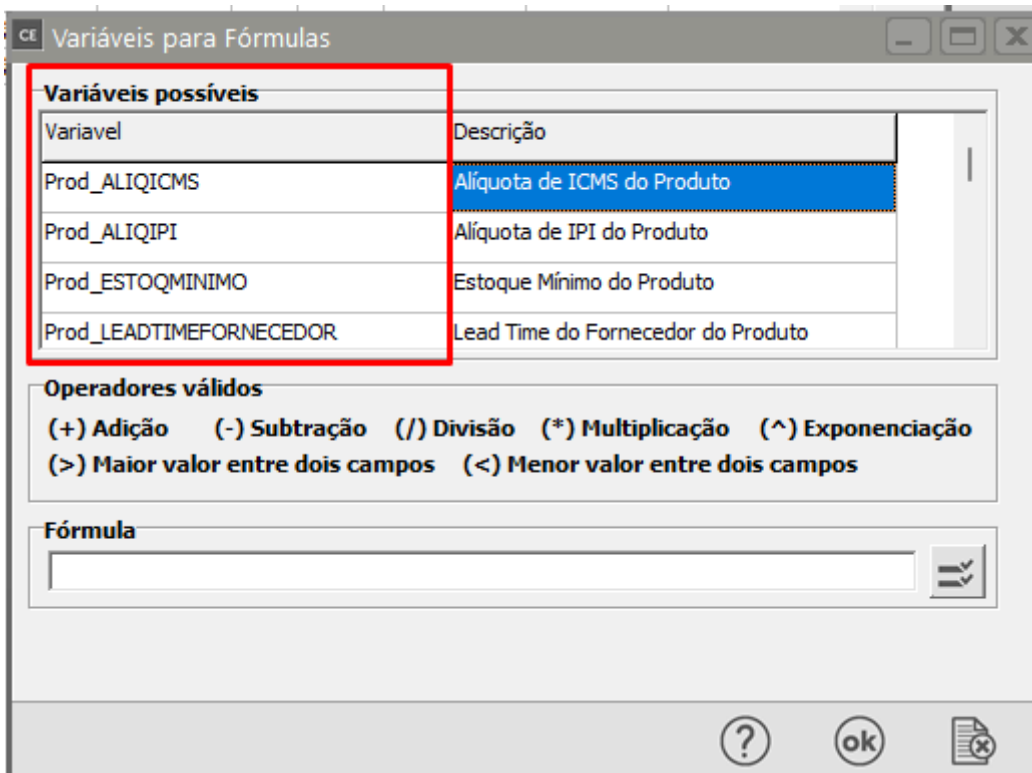 CE Variáveis para Fórmulas
Variáveis possíveis
Variavel Descrição
Prod_ALIQICMS Alíquota de ICMS do Produto
Prod_ALIQIPI Alíquota de IPI do Produto
Prod_ESTOQMINIMO Estoque Mínimo do Produto
Prod_LEADTIMEFORNECEDOR Lead Time do Fornecedor do Produto
Operadores válidos
(+) Adição (-) Subtração (/) Divisão (*) Multiplicação (^) Exponenciação
(>) Maior valor entre dois campos (<) Menor valor entre dois campos
Fórmula
? ok